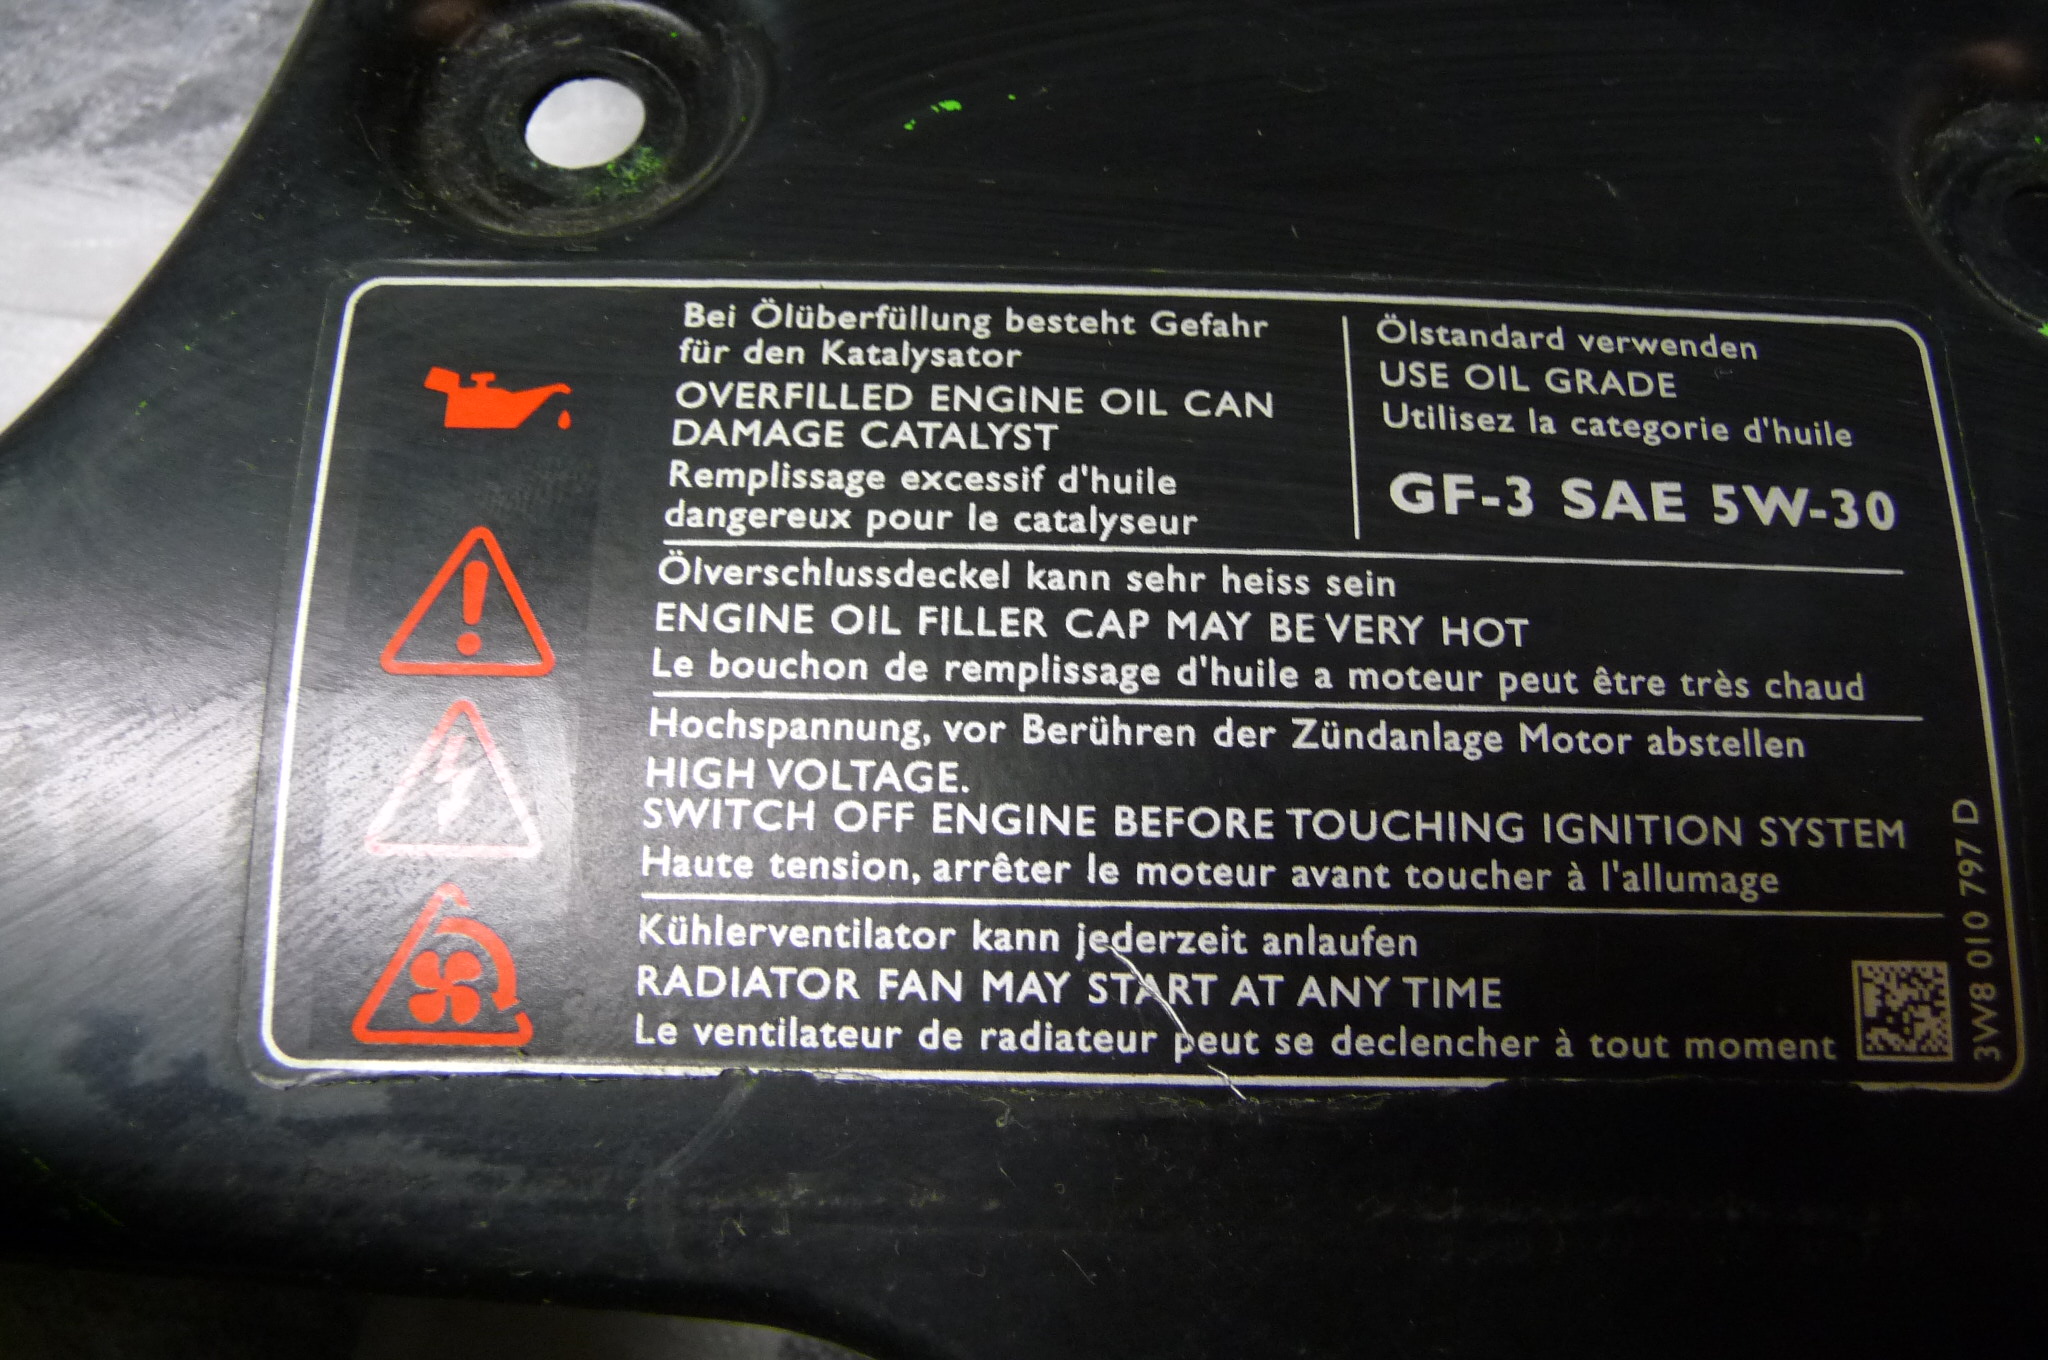 Bei Ölüberfüllung besteht Gefahr
für den Katalysator
OVERFILLED ENGINE OIL CAN
DAMAGE CATALYST
Remplissage excessif d'huile
dangereux pour le catalyseur
Ölstandard verwenden
USE OIL GRADE
Utilisez la categorie d'huile
GF-3 SAE 5W-30
Ölverschlussdeckel kann sehr heiss sein
ENGINE OIL FILLER CAP MAY BE VERY HOT
Le bouchon de remplissage d'huile a moteur peut être très chaud
Hochspannung, vor Berühren der Zündanlage Motor abstellen
HIGH VOLTAGE.
SWITCH OFF ENGINE BEFORE TOUCHING IGNITION SYSTEM
Haute tension, arrêter le moteur avant toucher à l'allumage
Kühlerventilator kann jederzeit anlaufen
RADIATOR FAN MAY START AT ANY TIME
Le ventilateur de radiateur peut se declencher à tout moment
3W8 010 797 D